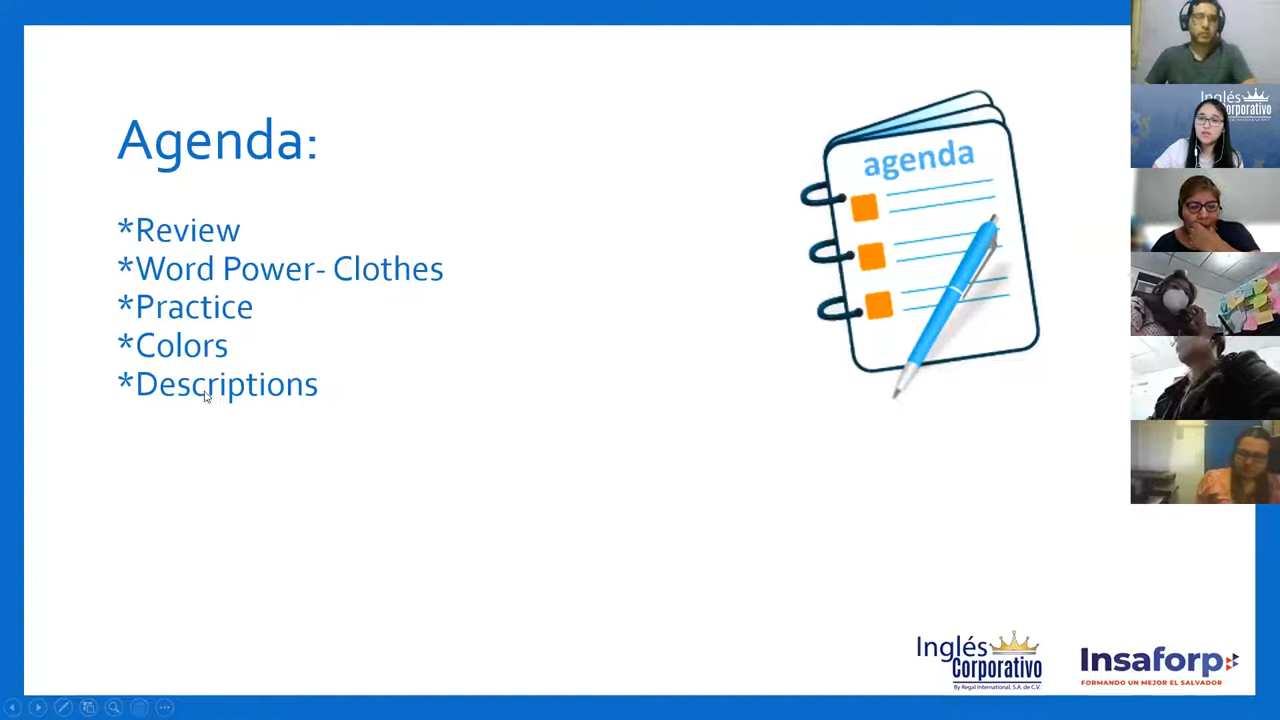 Agenda:
*Review
*Word Power- Clothes
*Practice
*Colors
*Descriptions
agenda
Inglés
Corporativo
Inglés
Corporativo
By Regal International, S.A. de C.V.
Insaforp
FORMANDO UN MEJOR EL SALVADOR